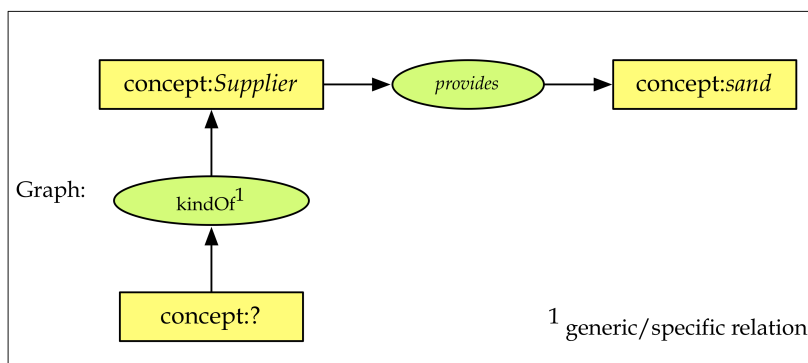 concept:Supplier
provides
concept:sand
Graph:
kindOf1
concept:?
1 generic/specific relation